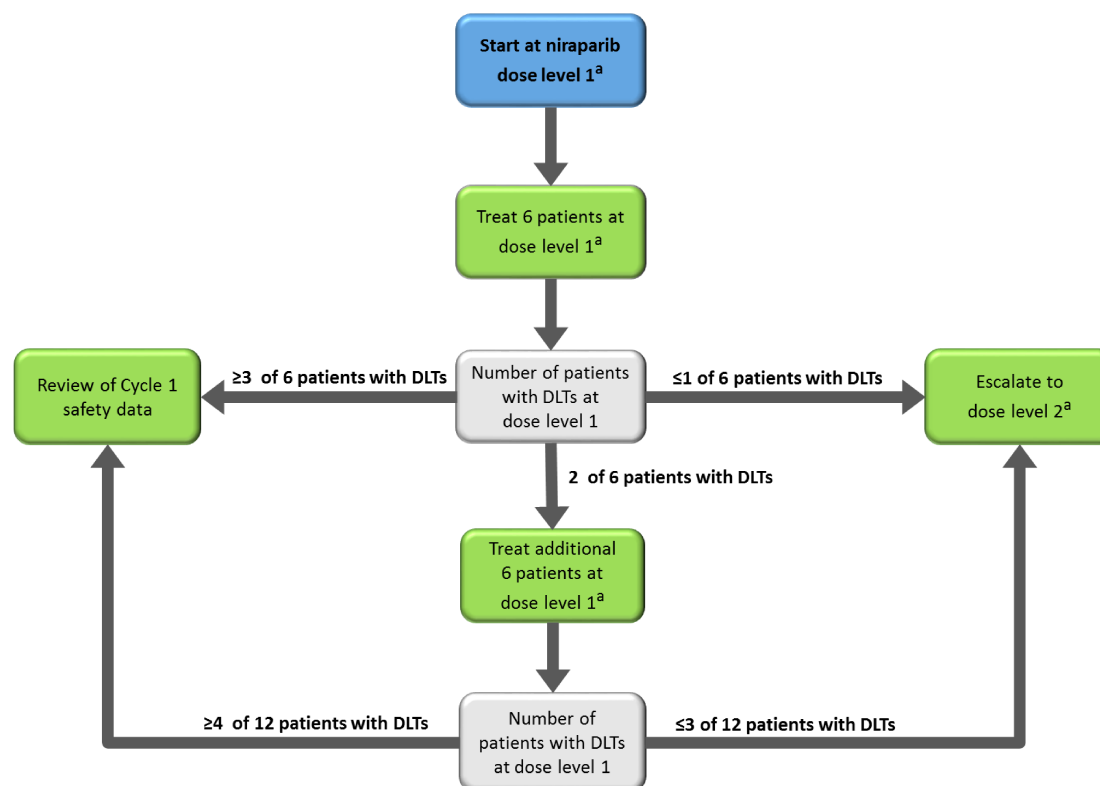 Start at niraparib
dose level 1a
Treat 6 patients at
dose level 1a
≥3 of 6 patients with DLTs
≤1 of 6 patients with DLTs
Review of Cycle 1
safety data
Number of patients
with DLTs at
dose level 1
Escalate to
dose level 2a
2 of 6 patients with DLTs
Treat additional
6 patients at
dose level 1a
≥4 of 12 patients with DLTs
≤3 of 12 patients with DLTs
Number of
patients with DLTs
at dose level 1